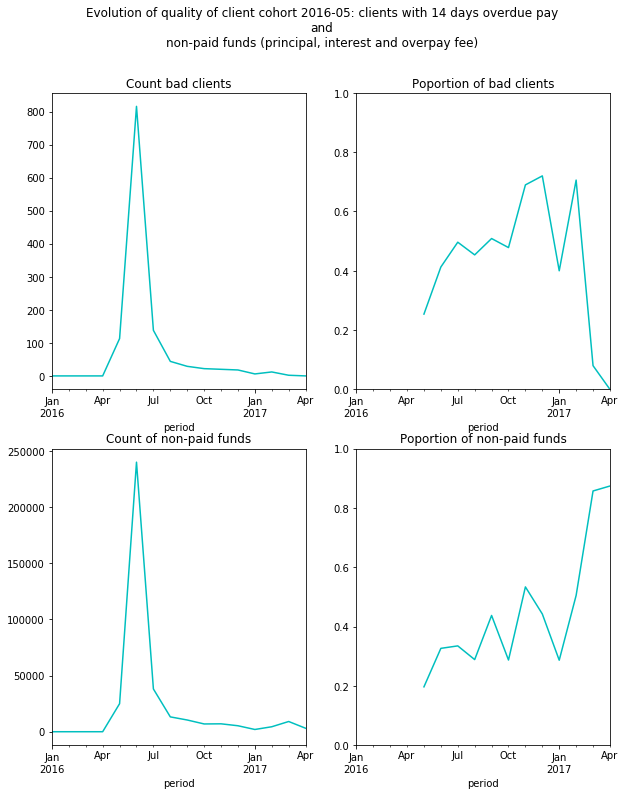 Evolution of quality of client cohort 2016-05: clients with 14 days overdue pay
and
non-paid funds (principal, interest and overpay fee)
Count bad clients
800
700
600
500
400
300
200
100
0
Jan Apr Jul Oct Jan Apr
2016 2017
period
Poportion of bad clients
1.0
0.8
0.6
0.4
0.2
0.0
Jan Apr Jul Oct Jan Apr
2016 2017
period
Count of non-paid funds
250000
200000
150000
100000
50000
0
Jan Apr Jul Oct Jan Apr
2016 2017
period
Poportion of non-paid funds
1.0
0.8
0.6
0.4
0.2
0.0
Jan Apr Jul Oct Jan Apr
2016 2017
period